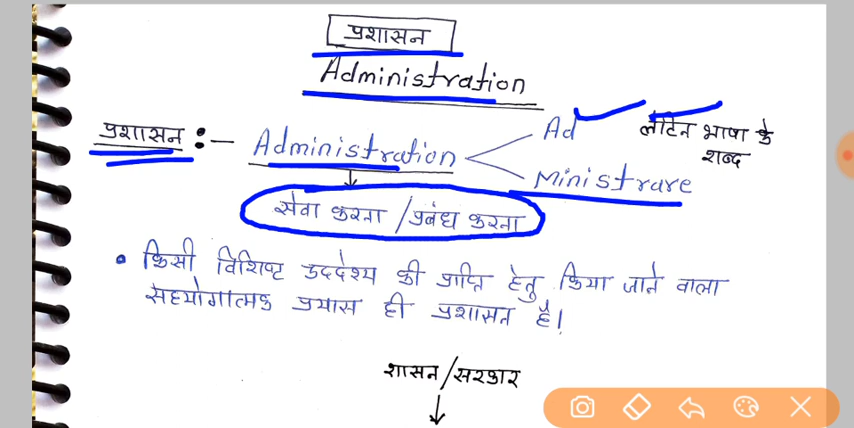 प्रशासन
Administration
प्रशासन :- Administration Ad लैटिन भाषा के शब्द
Ministrare
सेवा करना / प्रबंध करना
• किसी विशिष्ट उद्देश्य की प्राप्ति हेतु किया जाने वाला
सहयोगात्मक प्रयास ही प्रशासन है।
शासन/सरकार